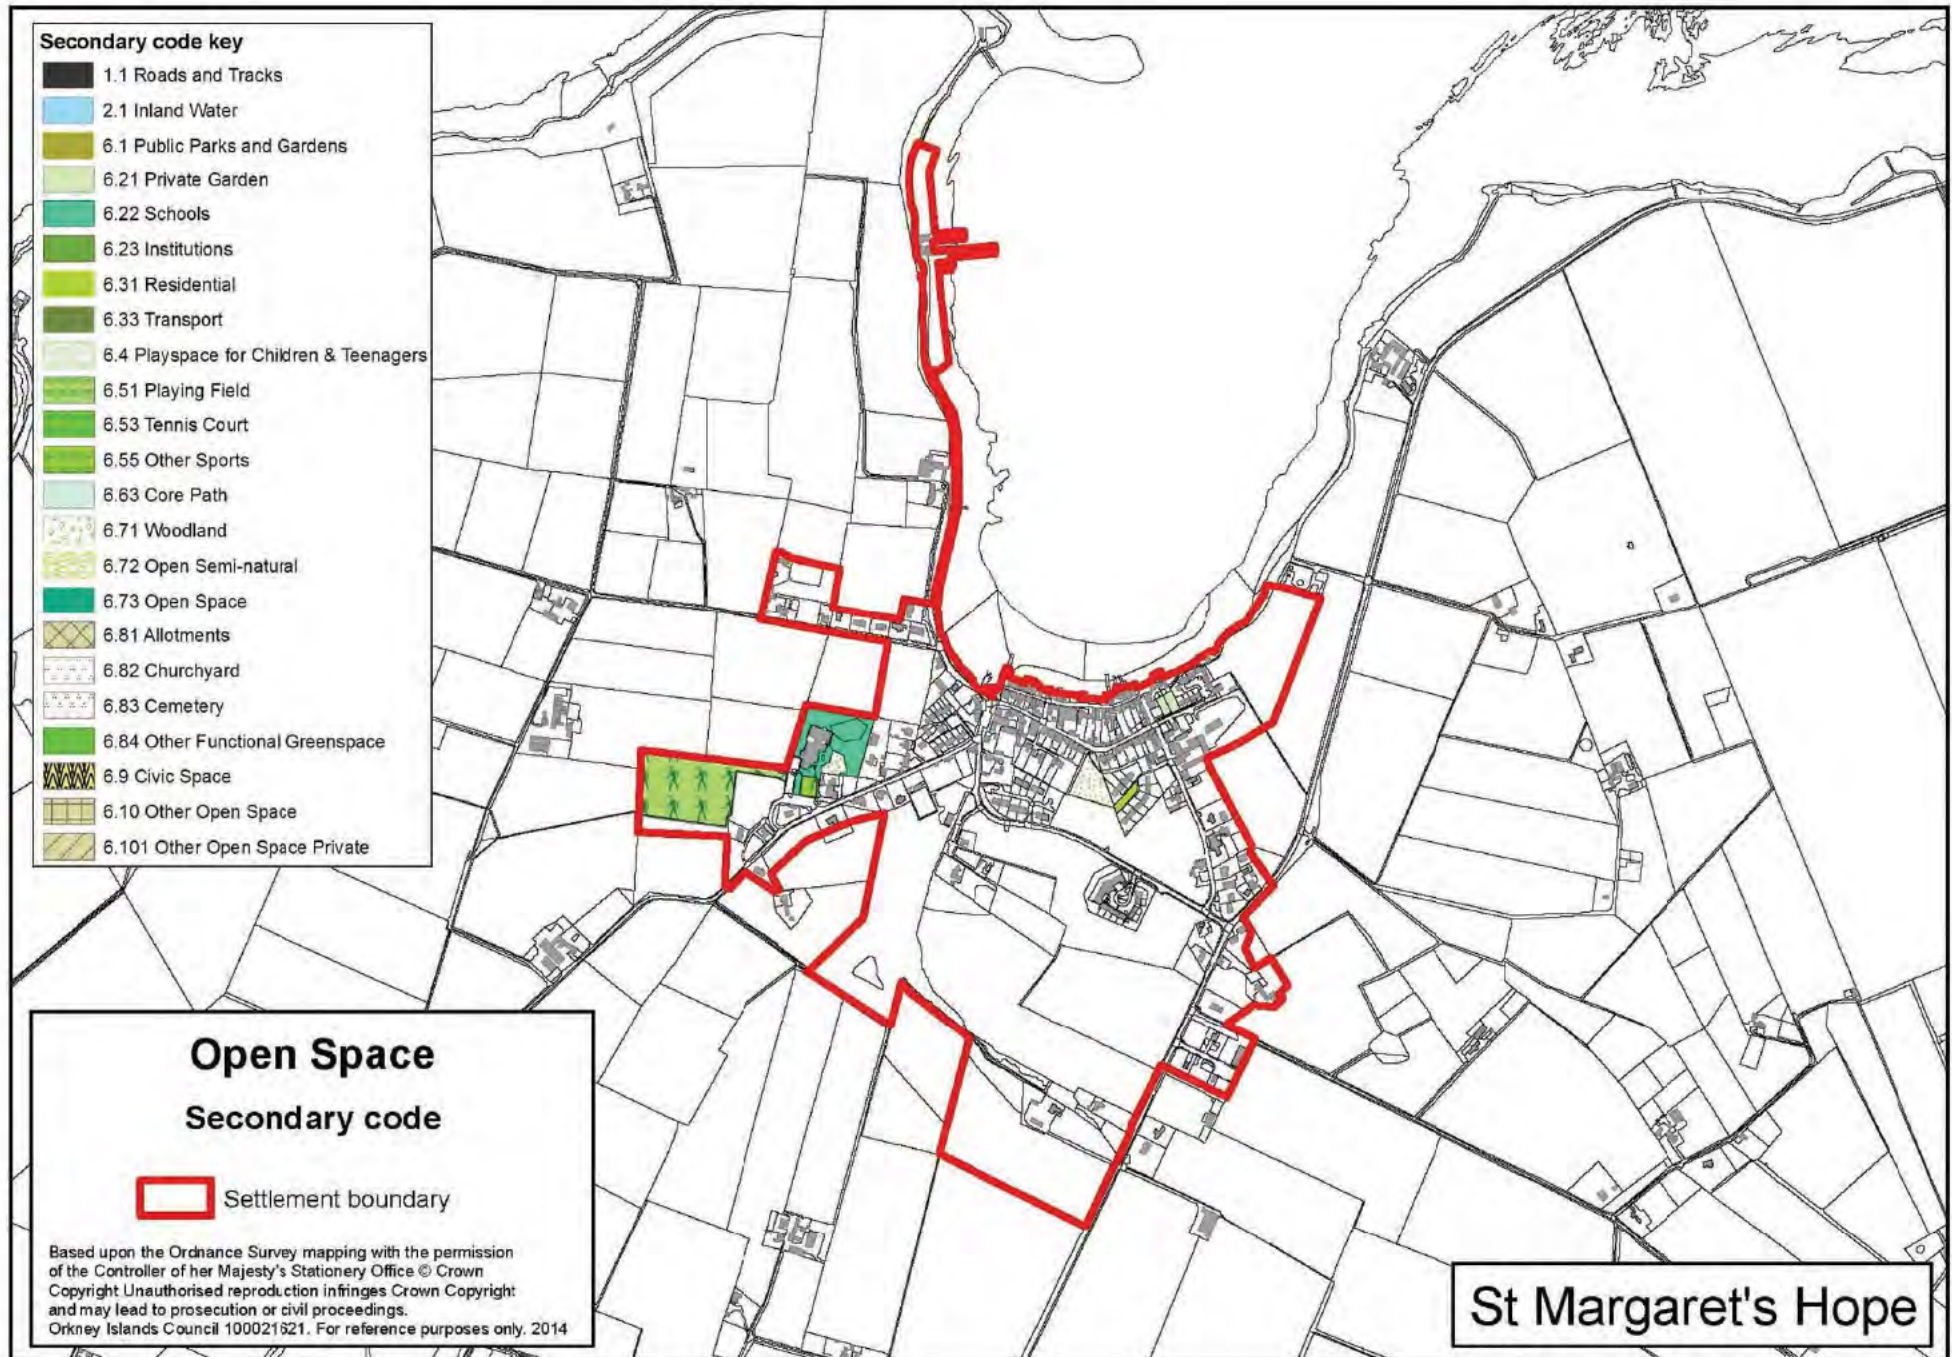 Secondary code key
1.1 Roads and Tracks
2.1 Inland Water
6.1 Public Parks and Gardens
6.21 Private Garden
6.22 Schools
6.23 Institutions
6.31 Residential
6.33 Transport
6.4 Playspace for Children & Teenagers
6.51 Playing Field
6.53 Tennis Court
6.55 Other Sports
6.63 Core Path
6.71 Woodland
6.72 Open Semi-natural
6.73 Open Space
6.81 Allotments
6.82 Churchyard
6.83 Cemetery
6.84 Other Functional Greenspace
6.9 Civic Space
6.10 Other Open Space
6.101 Other Open Space Private
Open Space
Secondary code
Settlement boundary
Based upon the Ordnance Survey mapping with the permission
of the Controller of her Majesty's Stationery Office © Crown
Copyright Unauthorised reproduction infringes Crown Copyright
and may lead to prosecution or civil proceedings.
Orkney Islands Council 100021621. For reference purposes only. 2014
St Margaret's Hope